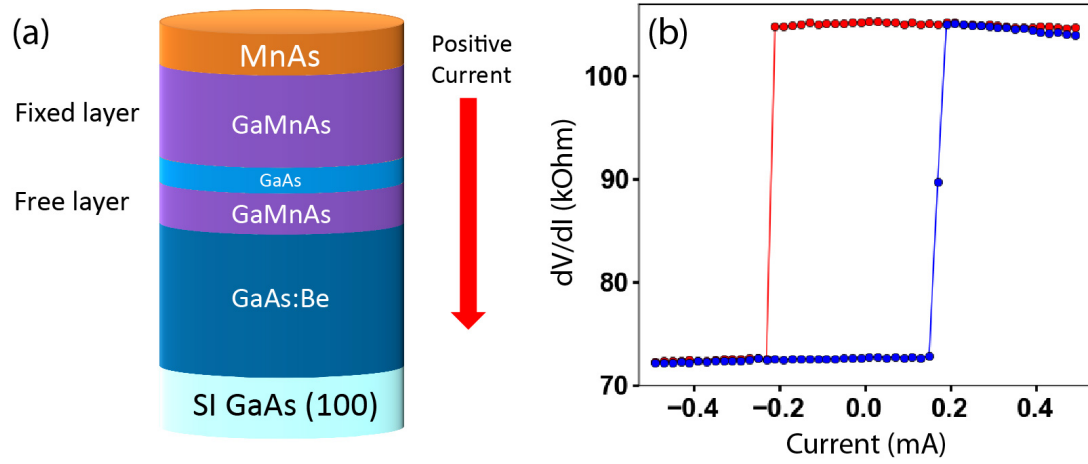 (a)
MnAs
Positive
Current
Fixed layer
GaMnAs
GaAs
Free layer
GaMnAs
GaAs:Be
SI GaAs (100)
(b)
dV/dI (kOhm)
100
90
80
70
−0.4
−0.2
0.0
0.2
0.4
Current (mA)